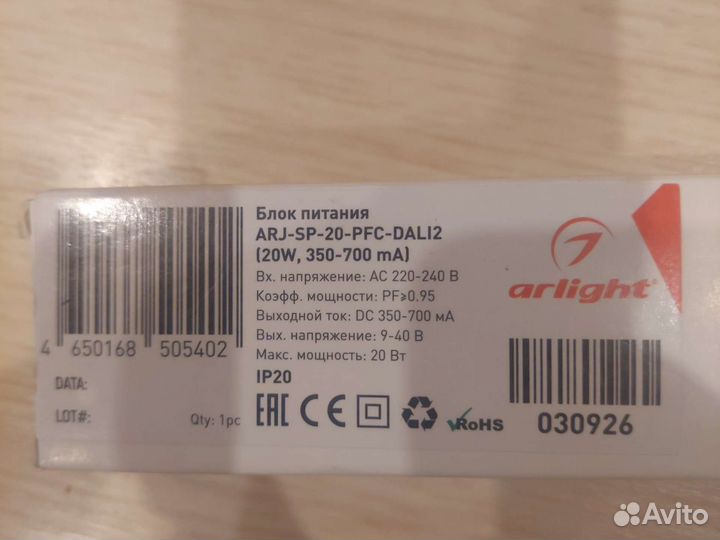 Блок питания
ARJ-SP-20-PFC-DALI2
(20W, 350-700 mA)
Вх. напряжение: AC 220-240 В
Коэфф. мощности: PF≥0.95
Выходной ток: DC 350-700 мА
Вых. напряжение: 9-40 В
Макс. мощность: 20 Вт
IP20
4 650168 505402
DATA:
LOT#:
Qty: 1pc
EAC CE RoHS
arlight
030926
Avito